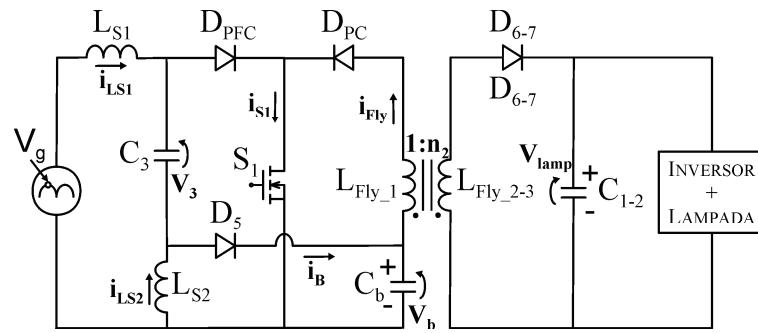 L_S1
D_PFC
D_PC
D_6-7
i_LS1
D_6-7
i_S1
i_Fly
1:n_2
V_g
C_3
V_3
S_1
L_Fly_1
L_Fly_2-3
V_lamp
+
-
C_1-2
INVERSOR
+
LAMPADA
D_5
i_B
i_LS2
L_S2
C_b
+
-
V_b